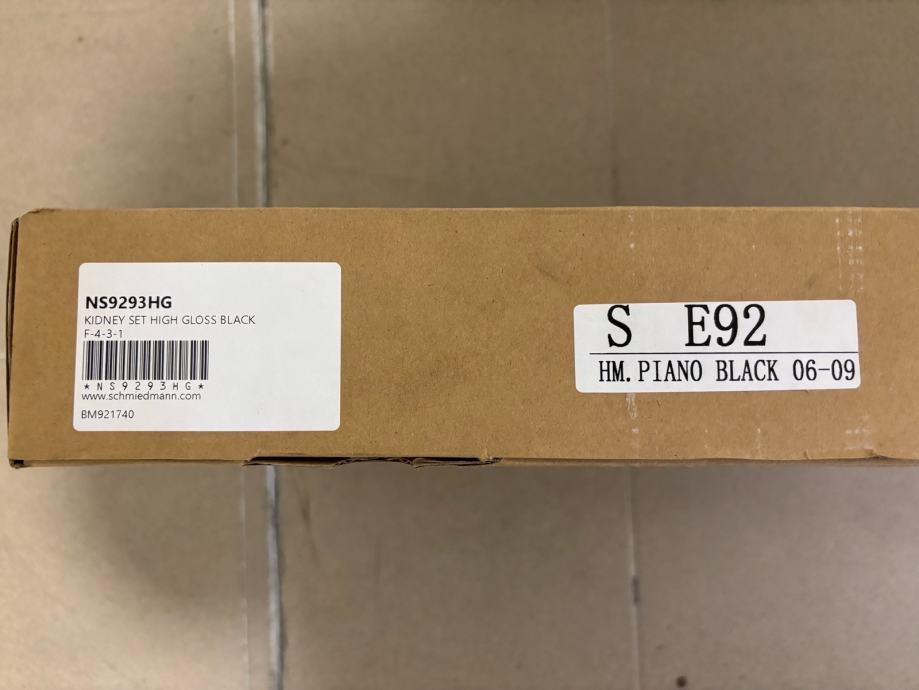 NS9293HG
KIDNEY SET HIGH GLOSS BLACK
F-4-3-1
*NS9293HG*
www.schmiedmann.com
BM921740
S E92
HM. PIANO BLACK 06-09